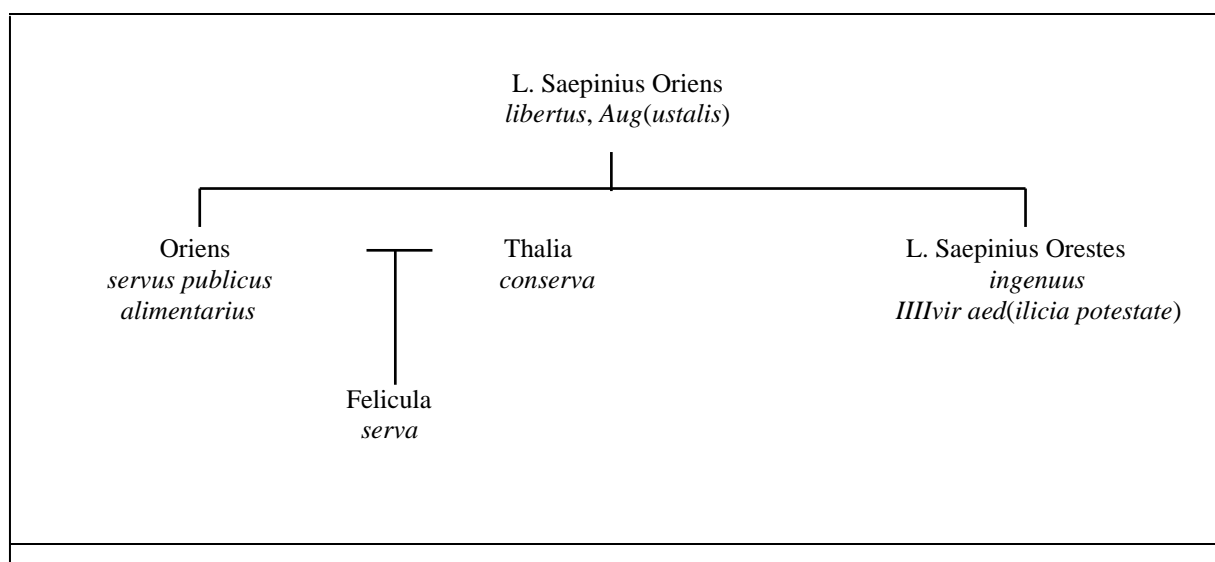 L. Saepinius Oriens
libertus, Aug(ustalis)
Oriens
servus publicus
alimentarius
Thalia
conserva
L. Saepinius Orestes
ingenuus
IIIIvir aed(ilicia potestate)
Felicula
serva